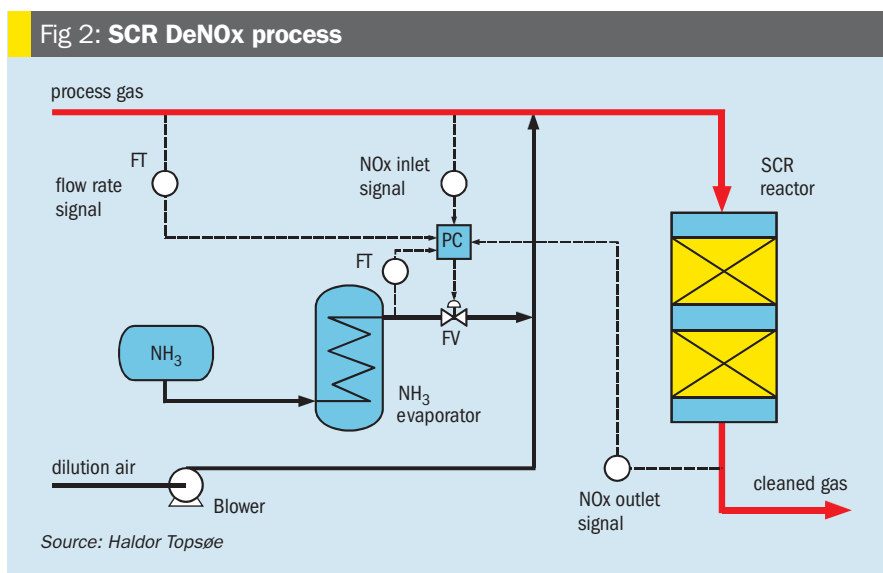 Fig 2: SCR DeNOx process
process gas
FT
flow rate
signal
NOx inlet
signal
SCR
reactor
PC
FT
FV
NH3
NH3
evaporator
dilution air
Blower
NOx outlet
signal
cleaned gas
Source: Haldor Topsøe